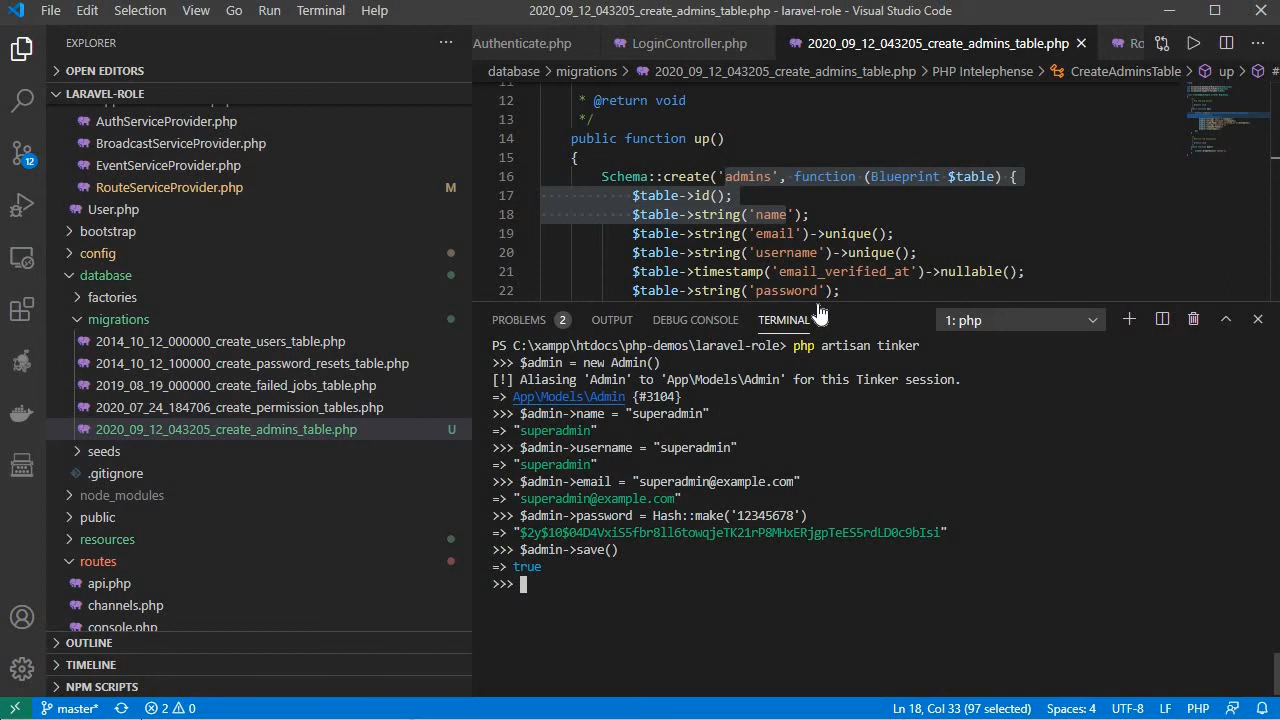 File Edit Selection View Go Run Terminal Help
2020_09_12_043205_create_admins_table.php - laravel-role - Visual Studio Code
EXPLORER
OPEN EDITORS
LARAVEL-ROLE
AuthServiceProvider.php
BroadcastServiceProvider.php
EventServiceProvider.php
RouteServiceProvider.php M
User.php
bootstrap
config
database
factories
migrations
2014_10_12_000000_create_users_table.php
2014_10_12_100000_create_password_resets_table.php
2019_08_19_000000_create_failed_jobs_table.php
2020_07_24_184706_create_permission_tables.php
2020_09_12_043205_create_admins_table.php U
seeds
.gitignore
node_modules
public
resources
routes
api.php
channels.php
console.php
OUTLINE
TIMELINE
NPM SCRIPTS
12
Authenticate.php LoginController.php 2020_09_12_043205_create_admins_table.php Ro
database > migrations > 2020_09_12_043205_create_admins_table.php > PHP Intelephense > CreateAdminsTable > up > #
11
12 * @return void
13 */
14 public function up()
15 {
16 Schema::create('admins', function (Blueprint $table) {
17 $table->id();
18 $table->string('name');
19 $table->string('email')->unique();
20 $table->string('username')->unique();
21 $table->timestamp('email_verified_at')->nullable();
22 $table->string('password');
PROBLEMS 2 OUTPUT DEBUG CONSOLE TERMINAL 1: php
PS C:\xampp\htdocs\php-demos\laravel-role> php artisan tinker
>>> $admin = new Admin()
[!] Aliasing 'Admin' to 'App\Models\Admin' for this Tinker session.
=> App\Models\Admin {#3104}
>>> $admin->name = "superadmin"
=> "superadmin"
>>> $admin->username = "superadmin"
=> "superadmin"
>>> $admin->email = "superadmin@example.com"
=> "superadmin@example.com"
>>> $admin->password = Hash::make('12345678')
=> "$2y$10$04D4VxiS5fbr8ll6towqjeTK21rP8MHxERjgpTeES5rdLD0c9bIsi"
>>> $admin->save()
=> true
>>>
master* 2 0 Ln 18, Col 33 (97 selected) Spaces: 4 UTF-8 LF PHP